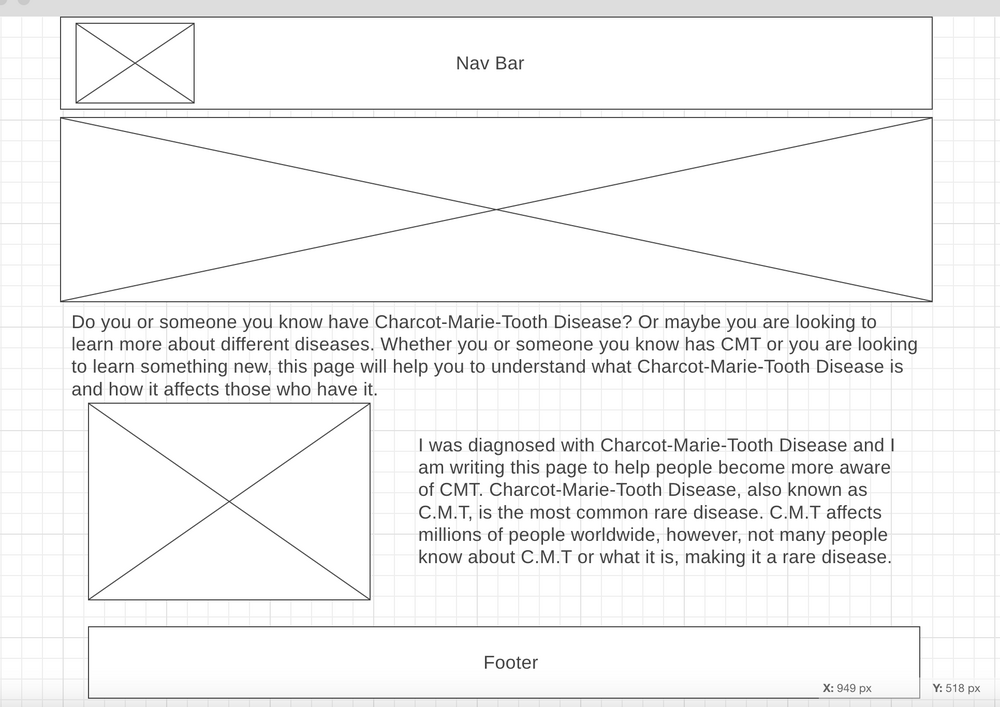 Nav Bar
Do you or someone you know have Charcot-Marie-Tooth Disease? Or maybe you are looking to
learn more about different diseases. Whether you or someone you know has CMT or you are looking
to learn something new, this page will help you to understand what Charcot-Marie-Tooth Disease is
and how it affects those who have it.
I was diagnosed with Charcot-Marie-Tooth Disease and I
am writing this page to help people become more aware
of CMT. Charcot-Marie-Tooth Disease, also known as
C.M.T, is the most common rare disease. C.M.T affects
millions of people worldwide, however, not many people
know about C.M.T or what it is, making it a rare disease.
Footer
X: 949 px Y: 518 px